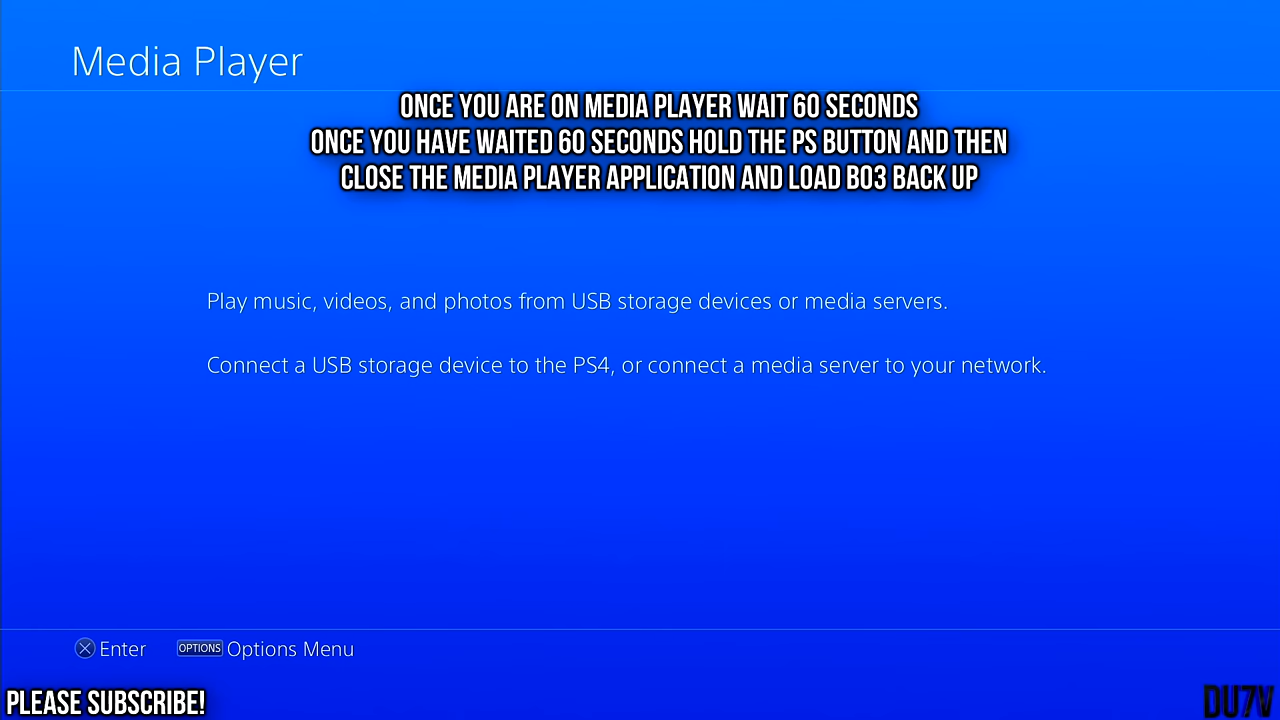 Media Player
ONCE YOU ARE ON MEDIA PLAYER WAIT 60 SECONDS
ONCE YOU HAVE WAITED 60 SECONDS HOLD THE PS BUTTON AND THEN
CLOSE THE MEDIA PLAYER APPLICATION AND LOAD BO3 BACK UP
Play music, videos, and photos from USB storage devices or media servers.
Connect a USB storage device to the PS4, or connect a media server to your network.
Enter OPTIONS Options Menu
PLEASE SUBSCRIBE!
DU7V